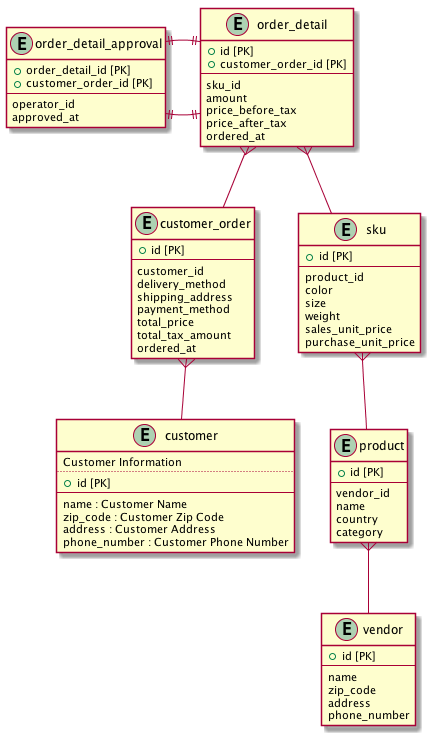 E order_detail_approval
order_detail_id [PK]
customer_order_id [PK]
operator_id
approved_at
E order_detail
id [PK]
customer_order_id [PK]
sku_id
amount
price_before_tax
price_after_tax
ordered_at
E customer_order
id [PK]
customer_id
delivery_method
shipping_address
payment_method
total_price
total_tax_amount
ordered_at
E sku
id [PK]
product_id
color
size
weight
sales_unit_price
purchase_unit_price
E customer
Customer Information
id [PK]
name : Customer Name
zip_code : Customer Zip Code
address : Customer Address
phone_number : Customer Phone Number
E product
id [PK]
vendor_id
name
country
category
E vendor
id [PK]
name
zip_code
address
phone_number